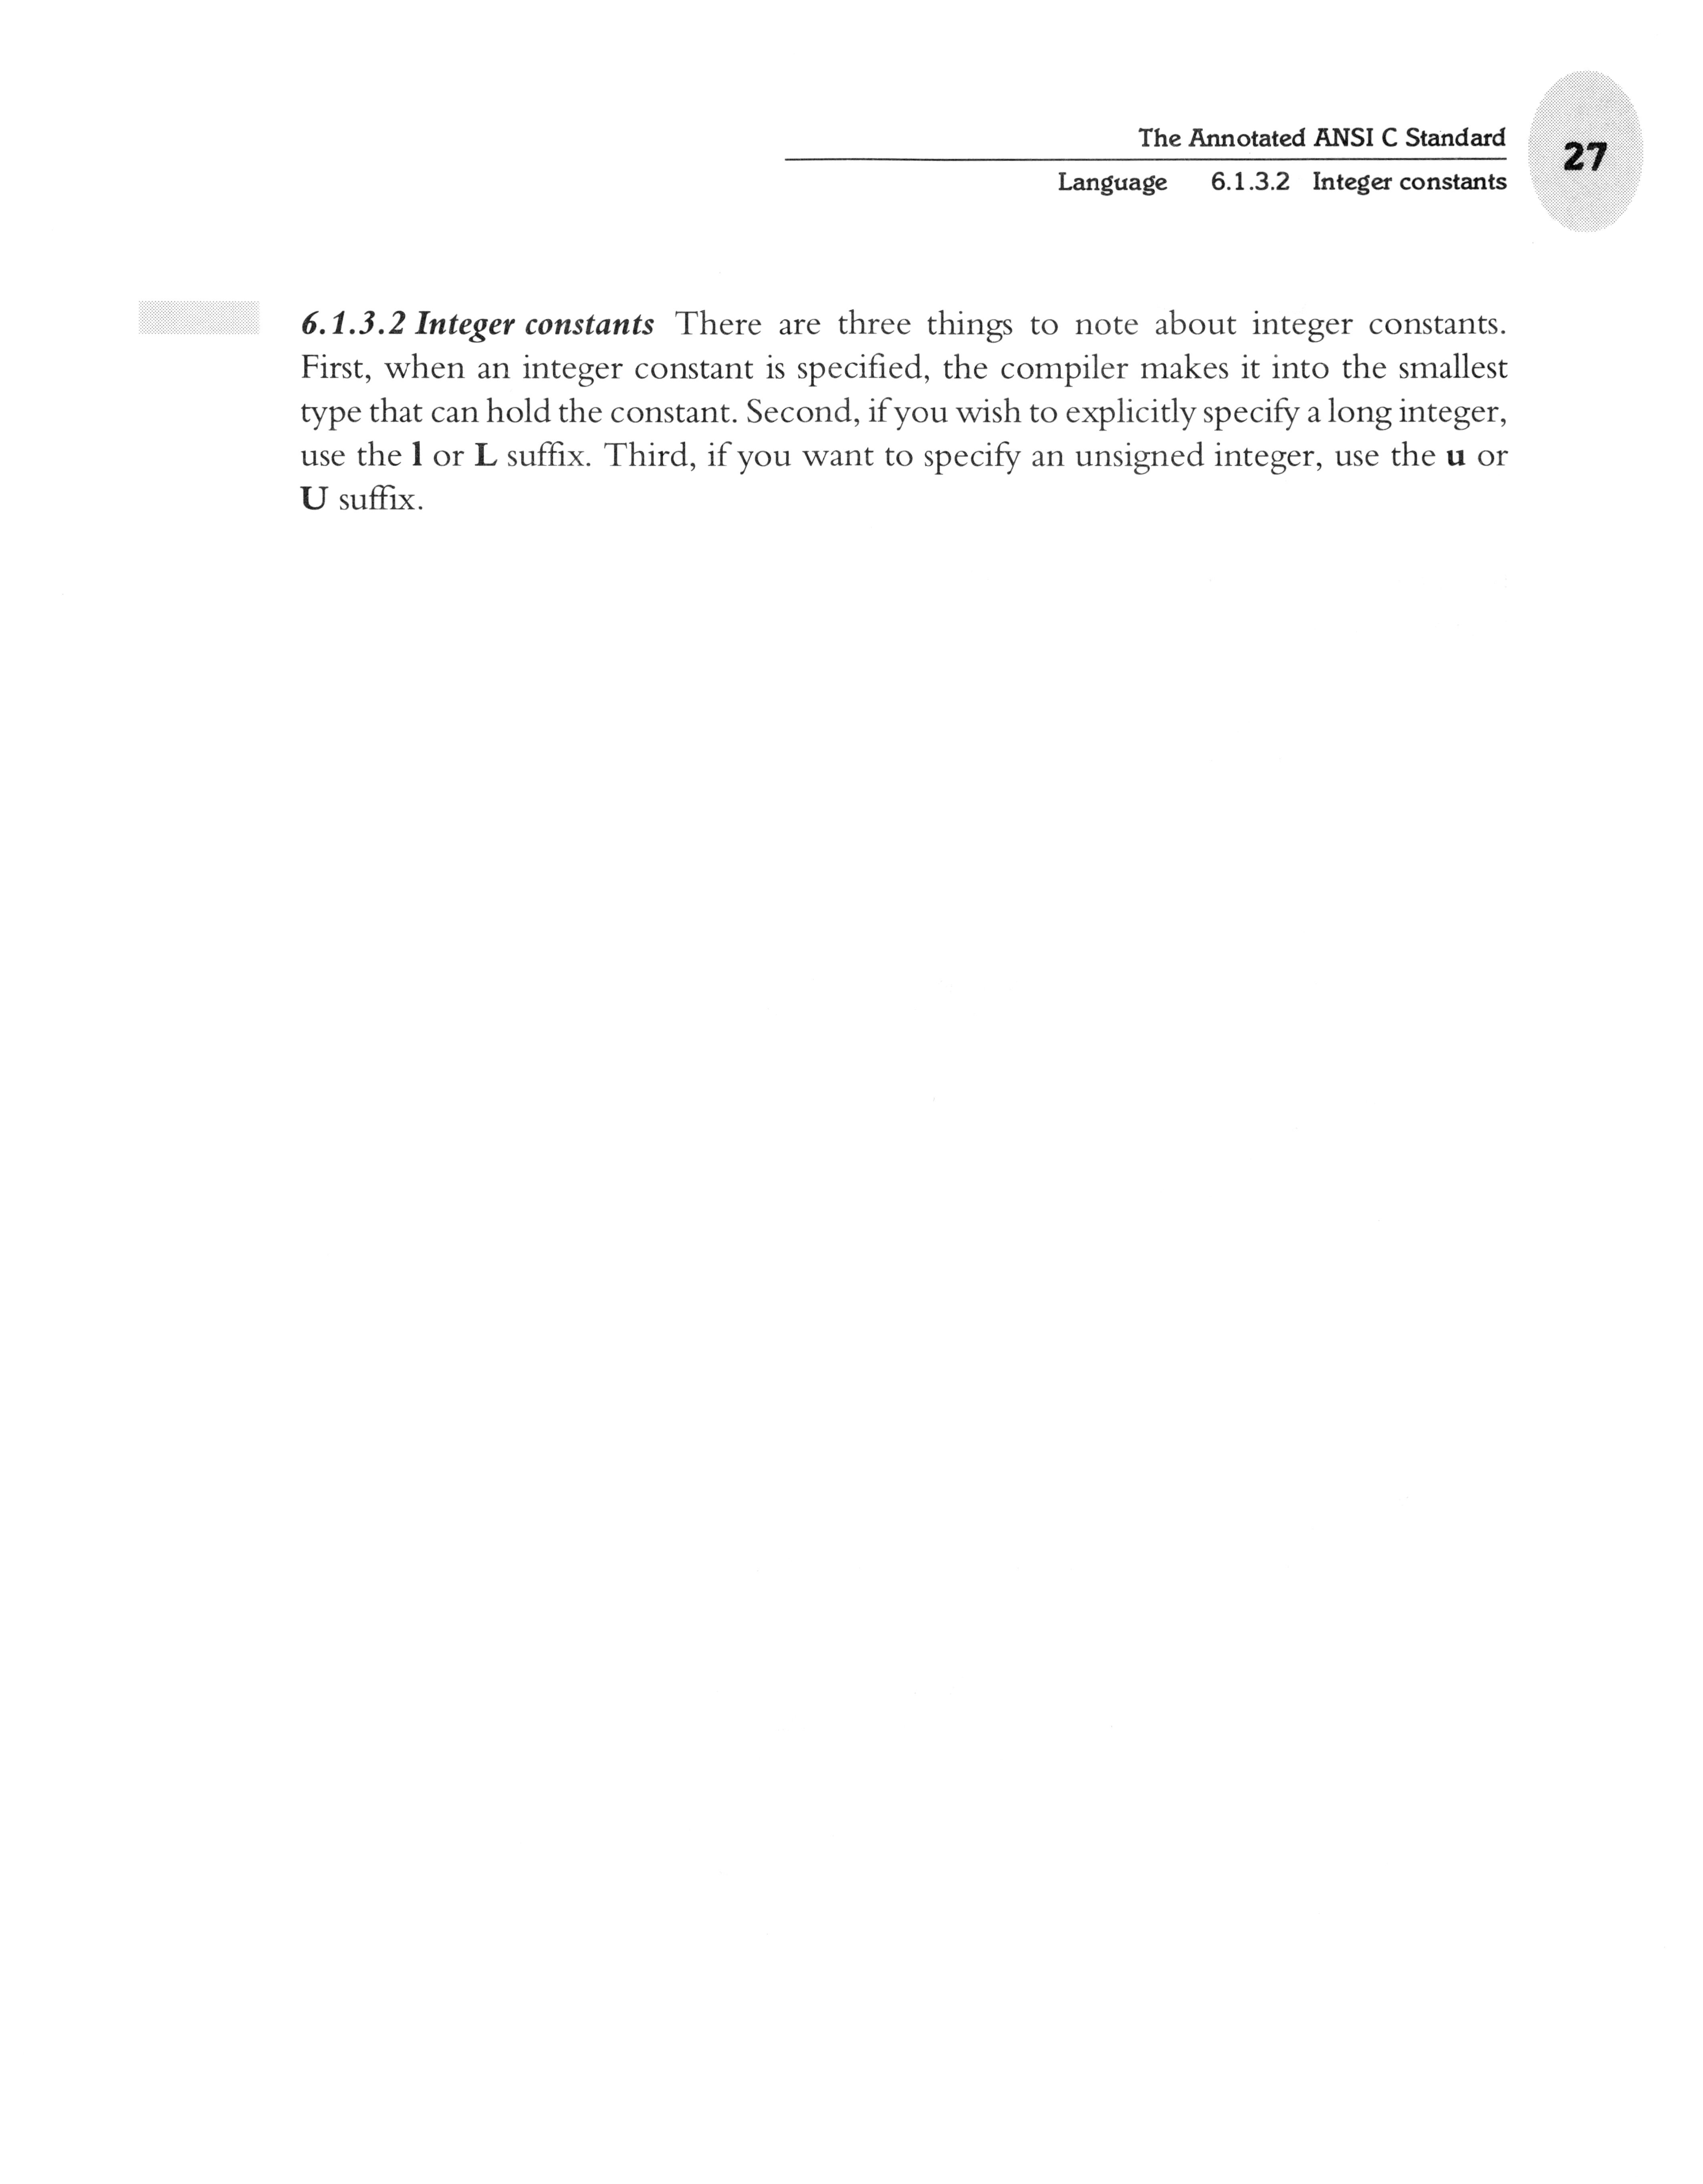 The Annotated ANSI C Standard
27
Language 6.1.3.2 Integer constants
6.1.3.2 Integer constants There are three things to note about integer constants.
First, when an integer constant is specified, the compiler makes it into the smallest
type that can hold the constant. Second, if you wish to explicitly specify a long integer,
use the l or L suffix. Third, if you want to specify an unsigned integer, use the u or
U suffix.